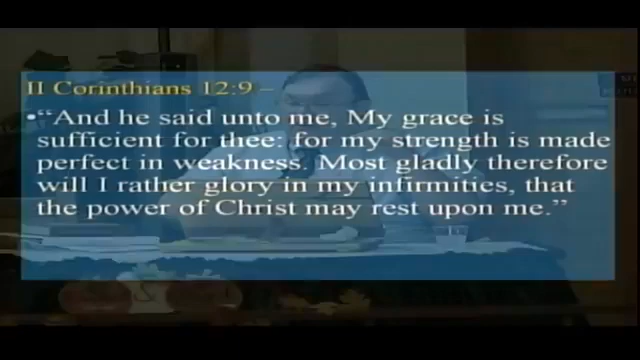 II Corinthians 12:9 –
•“And he said unto me, My grace is
sufficient for thee: for my strength is made
perfect in weakness. Most gladly therefore
will I rather glory in my infirmities, that
the power of Christ may rest upon me.”